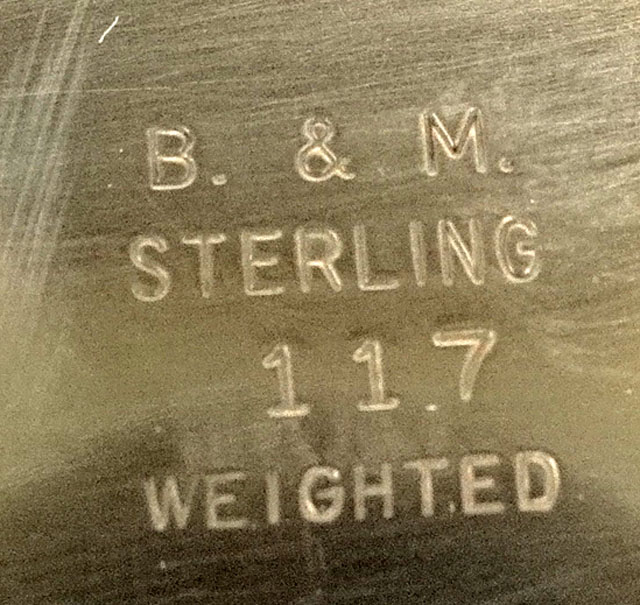 B. & M.
STERLING
117
WEIGHTED